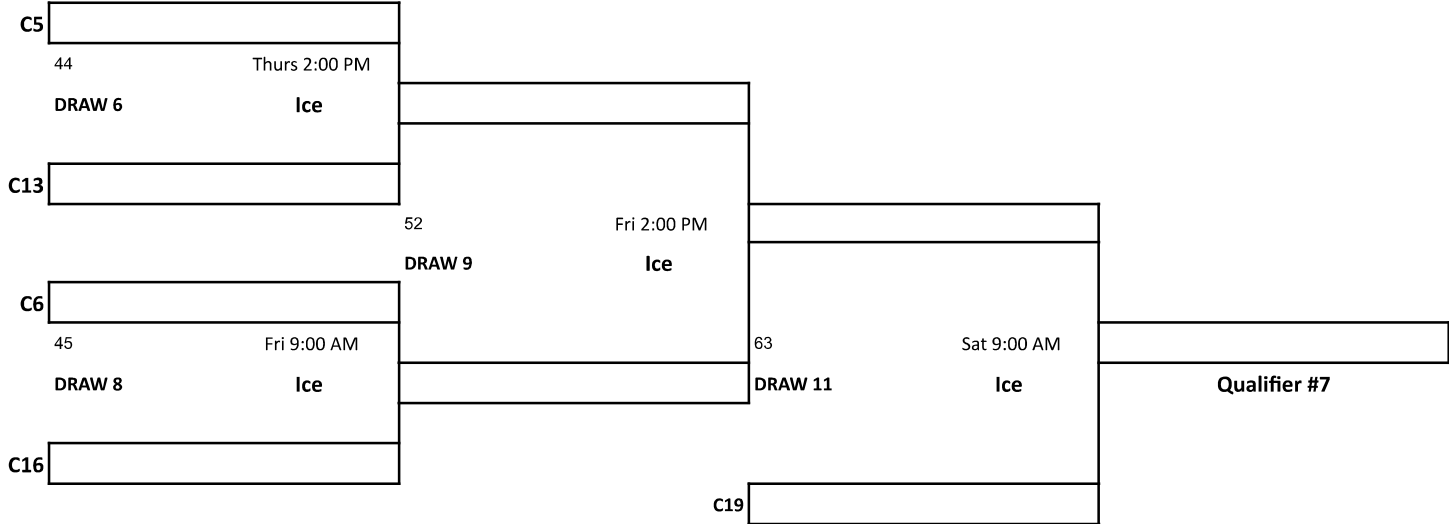 C5
44 Thurs 2:00 PM
DRAW 6 Ice
C13
52 Fri 2:00 PM
DRAW 9 Ice
C6
45 Fri 9:00 AM
DRAW 8 Ice
63 Sat 9:00 AM
DRAW 11 Ice
Qualifier #7
C16
C19